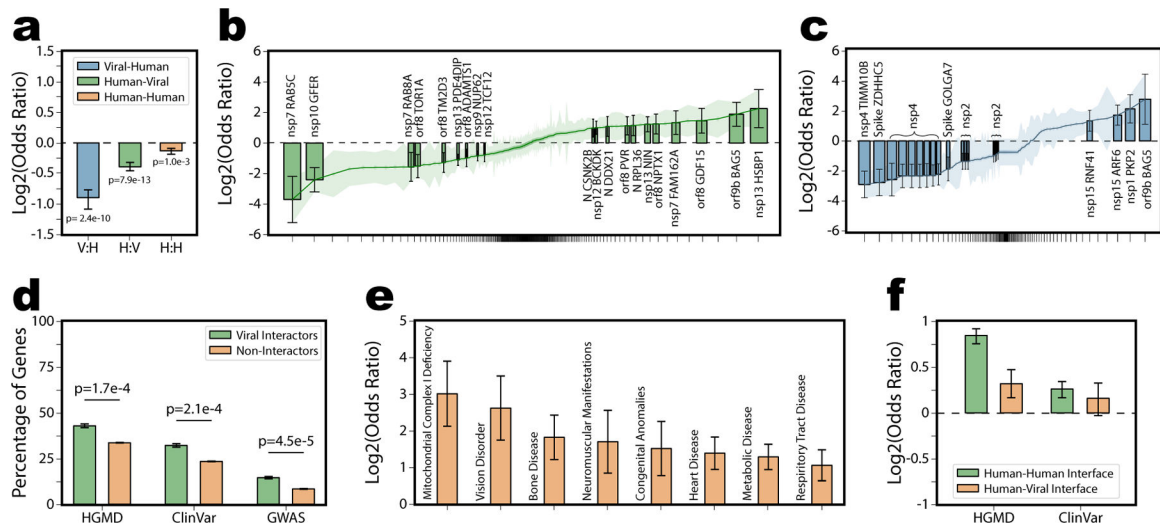 a
Log2(Odds Ratio)
1.5
1.0
0.5
0.0
-0.5
-1.0
-1.5
Viral-Human
Human-Viral
Human-Human
p= 2.4e-10
p=7.9e-13
p=1.0e-3
V:H
H:V
H:H
b
Log2(Odds Ratio)
6
4
2
0
-2
-4
-6
nsp7 RAB5C
nsp10 GFER
nsp7 RAB8A
orf8 TOR1A
orf8 TM2D3
nsp13 PDE4DIP
orf8 ADAMTS1
nsp9 NUP62
nsp12 TCF12
N CSNK2B
nsp12 BCKDK
N DDX21
orf8 PVR
N RPL36
nsp13 NIN
orf8 NPTX1
nsp7 FAM162A
orf8 GDF15
orf9b BAG5
nsp13 HSBP1
c
Log2(Odds Ratio)
6
4
2
0
-2
-4
-6
nsp4 TIMM10B
Spike ZDHHC5
nsp4
Spike GOLGA7
nsp2
nsp2
nsp15 RNF41
nsp15 ARF6
nsp1 PKP2
orf9b BAG5
d
Percentage of Genes
100
75
50
25
0
Viral Interactors
Non-Interactors
p=1.7e-4
p=2.1e-4
p=4.5e-5
HGMD
ClinVar
GWAS
e
Log2(Odds Ratio)
5
4
3
2
1
0
Mitochondrial Complex I Deficiency
Vision Disorder
Bone Disease
Neuromuscular Manifestations
Congenital Anomalies
Heart Disease
Metabolic Disease
Respiritory Tract Disease
f
Log2(Odds Ratio)
1
0.5
0
-0.5
-1
Human-Human Interface
Human-Viral Interface
HGMD
ClinVar